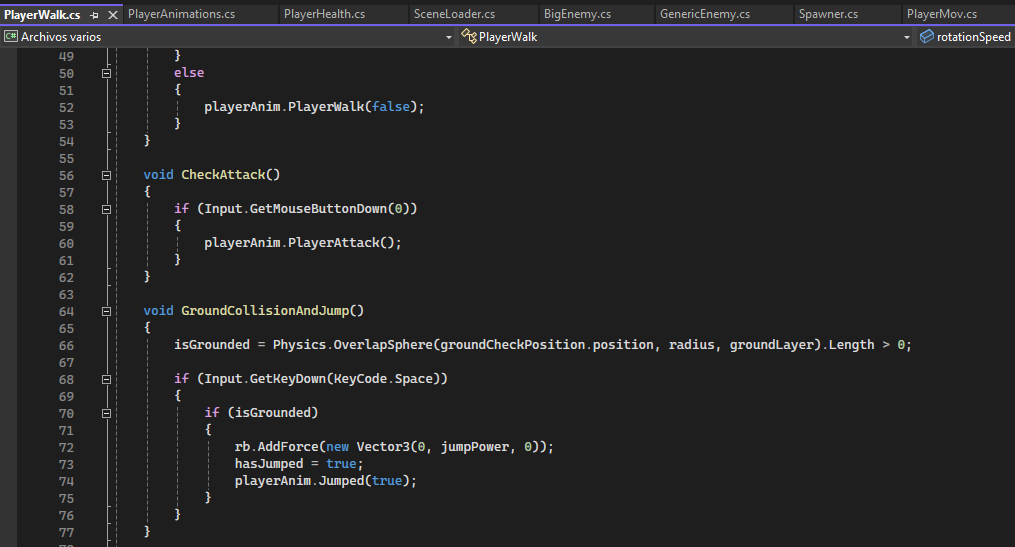 PlayerWalk.cs PlayerAnimations.cs PlayerHealth.cs SceneLoader.cs BigEnemy.cs GenericEnemy.cs Spawner.cs PlayerMov.cs
C# Archivos varios PlayerWalk rotationSpeed
49 }
50 else
51 {
52 playerAnim.PlayerWalk(false);
53 }
54 }
55
56 void CheckAttack()
57 {
58 if (Input.GetMouseButtonDown(0))
59 {
60 playerAnim.PlayerAttack();
61 }
62 }
63
64 void GroundCollisionAndJump()
65 {
66 isGrounded = Physics.OverlapSphere(groundCheckPosition.position, radius, groundLayer).Length > 0;
67
68 if (Input.GetKeyDown(KeyCode.Space))
69 {
70 if (isGrounded)
71 {
72 rb.AddForce(new Vector3(0, jumpPower, 0));
73 hasJumped = true;
74 playerAnim.Jumped(true);
75 }
76 }
77 }